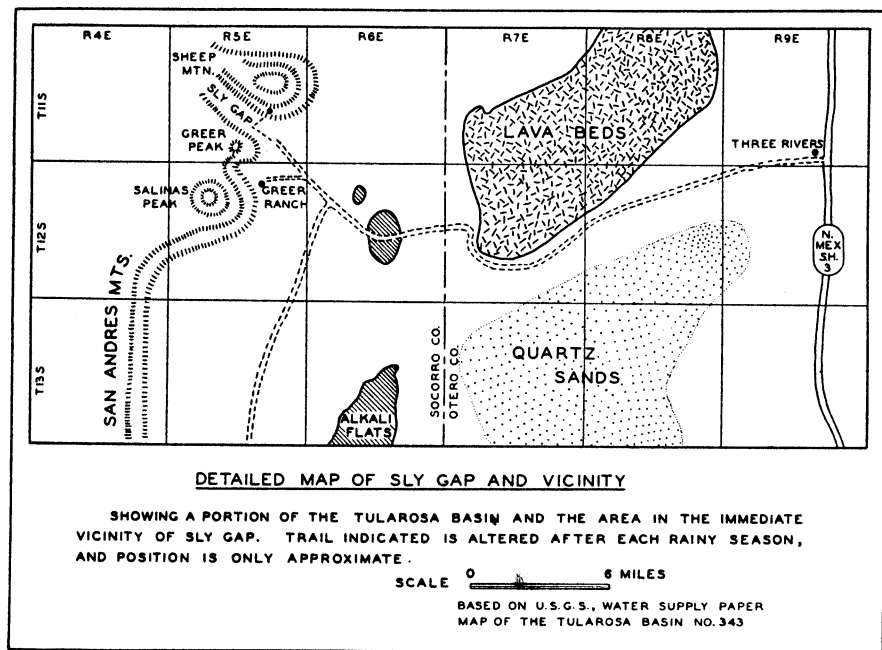 R4E R5E R6E R7E R8E R9E
SHEEP
MTN.
SLY GAP
T11S
GREER
PEAK
LAVA BEDS
THREE RIVERS
SALINAS
PEAK
GREER
RANCH
T12S
N.
MEX
S.H.
3
SAN ANDRES MTS.
SOCORRO CO.
OTERO CO.
QUARTZ
SANDS
T13S
ALKALI
FLATS
DETAILED MAP OF SLY GAP AND VICINITY
SHOWING A PORTION OF THE TULAROSA BASIN AND THE AREA IN THE IMMEDIATE
VICINITY OF SLY GAP. TRAIL INDICATED IS ALTERED AFTER EACH RAINY SEASON,
AND POSITION IS ONLY APPROXIMATE.
SCALE 0 6 MILES
BASED ON U.S.G.S., WATER SUPPLY PAPER
MAP OF THE TULAROSA BASIN NO. 343